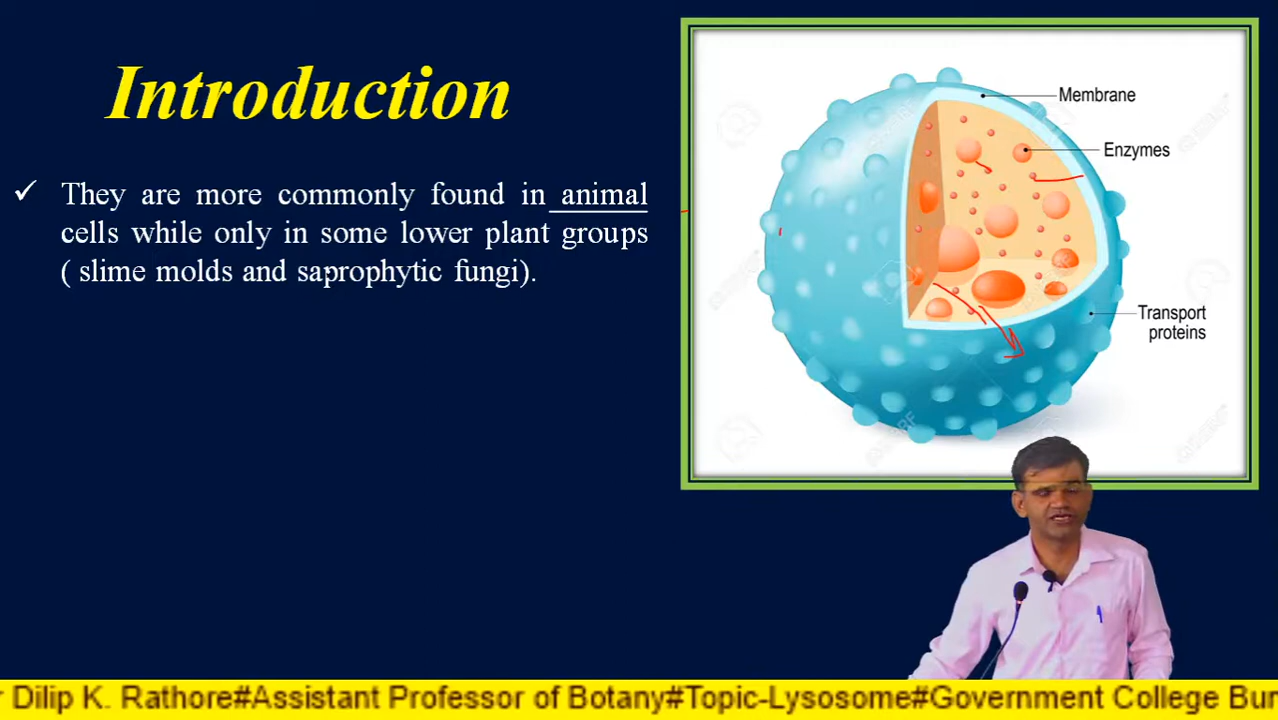 Introduction
✓ They are more commonly found in animal
cells while only in some lower plant groups
( slime molds and saprophytic fungi).
Membrane
Enzymes
Transport
proteins
Dilip K. Rathore#Assistant Professor of Botany#Topic-Lysosome#Government College